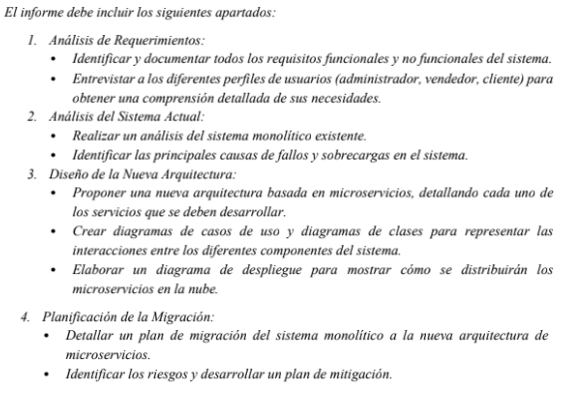 El informe debe incluir los siguientes apartados:
1. Análisis de Requerimientos:
• Identificar y documentar todos los requisitos funcionales y no funcionales del sistema.
• Entrevistar a los diferentes perfiles de usuarios (administrador, vendedor, cliente) para
obtener una comprensión detallada de sus necesidades.
2. Análisis del Sistema Actual:
• Realizar un análisis del sistema monolítico existente.
• Identificar las principales causas de fallos y sobrecargas en el sistema.
3. Diseño de la Nueva Arquitectura:
• Proponer una nueva arquitectura basada en microservicios, detallando cada uno de
los servicios que se deben desarrollar.
• Crear diagramas de casos de uso y diagramas de clases para representar las
interacciones entre los diferentes componentes del sistema.
• Elaborar un diagrama de despliegue para mostrar cómo se distribuirán los
microservicios en la nube.
4. Planificación de la Migración:
• Detallar un plan de migración del sistema monolítico a la nueva arquitectura de
microservicios.
• Identificar los riesgos y desarrollar un plan de mitigación.